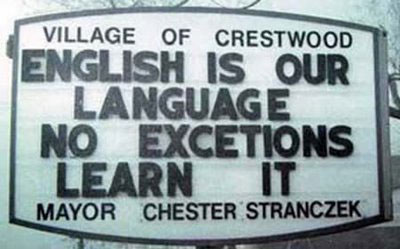 VILLAGE OF CRESTWOOD
ENGLISH IS OUR
LANGUAGE
NO EXCETIONS
LEARN IT
MAYOR CHESTER STRANCZEK